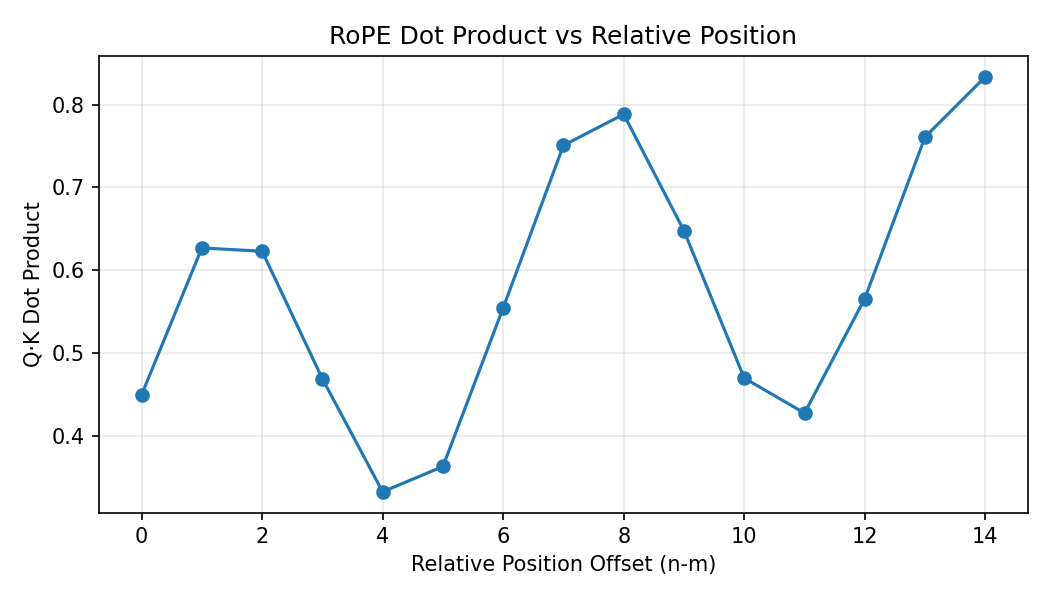 RoPE Dot Product vs Relative Position
Q·K Dot Product
0.8
0.7
0.6
0.5
0.4
0 2 4 6 8 10 12 14
Relative Position Offset (n-m)